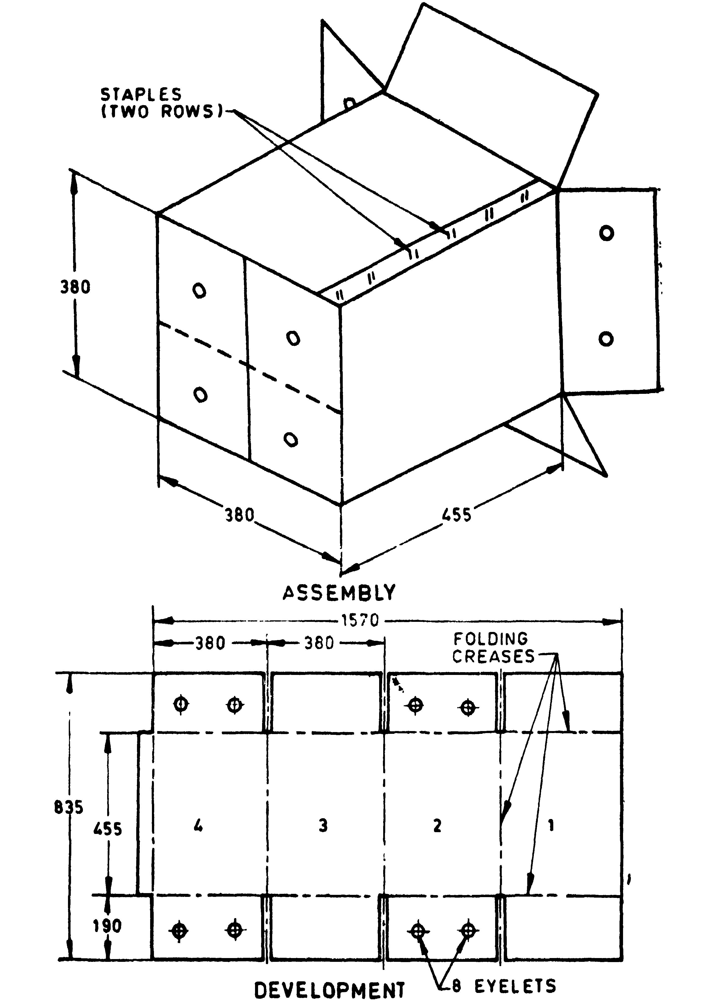 STAPLES
(TWO ROWS)
380
380
455
ASSEMBLY
1570
380
380
FOLDING
CREASES
835
455
4
3
2
1
190
8 EYELETS
DEVELOPMENT